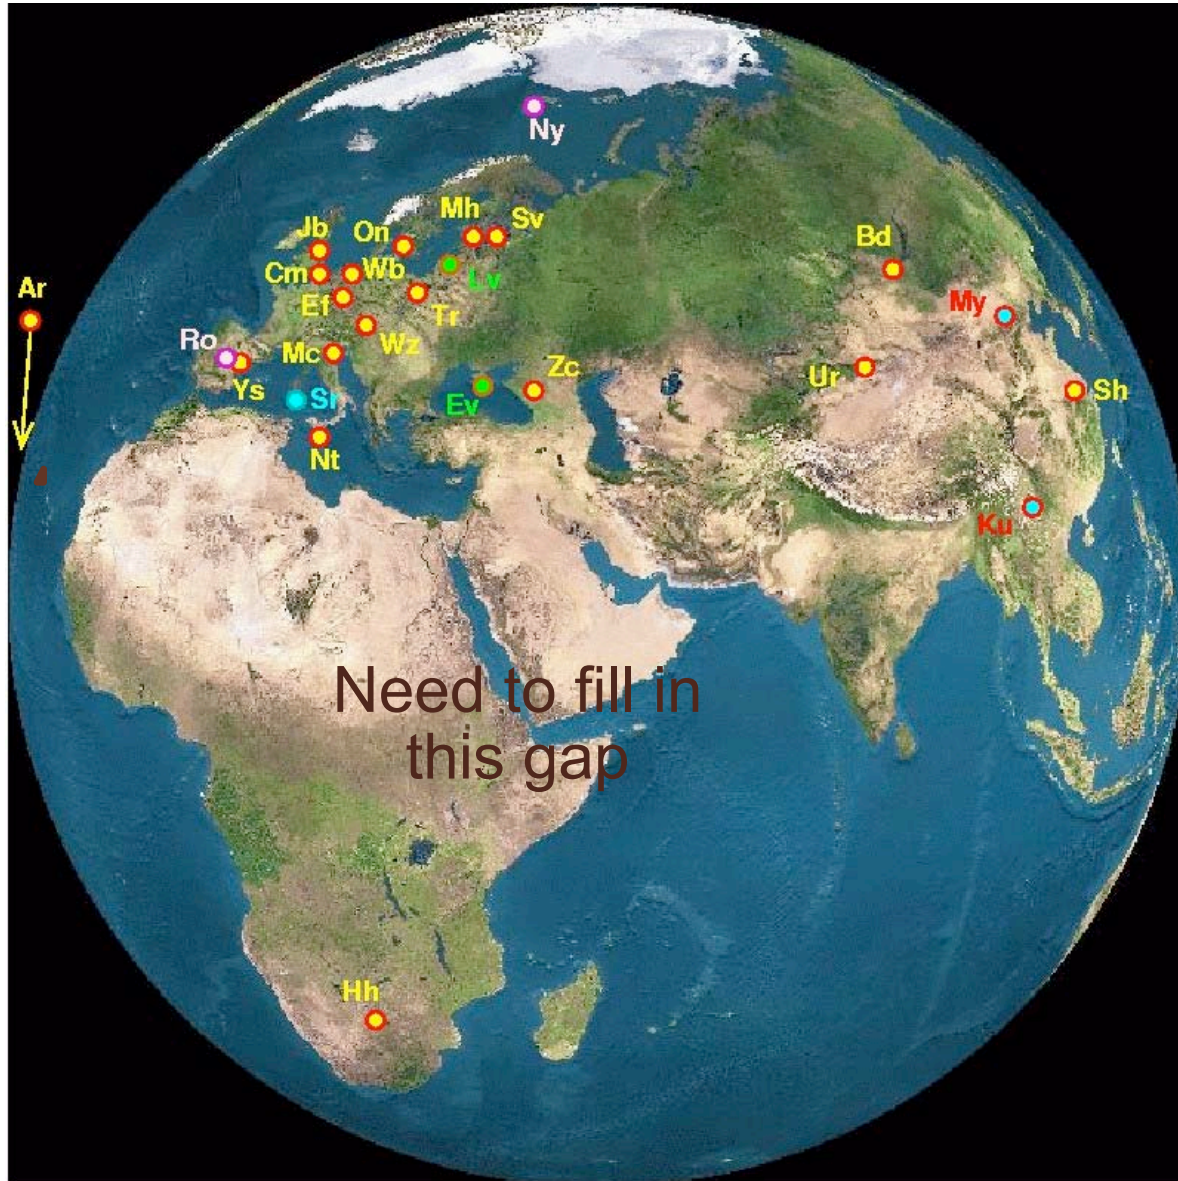 Ny
Mh
Sv
Jb
On
Bd
Cm
Wb
Lv
Ar
Ef
Tr
My
Ro
Mc
Wz
Ys
Zc
Ur
Sh
Sr
Ev
Nt
Ku
Need to fill in
this gap
Hh